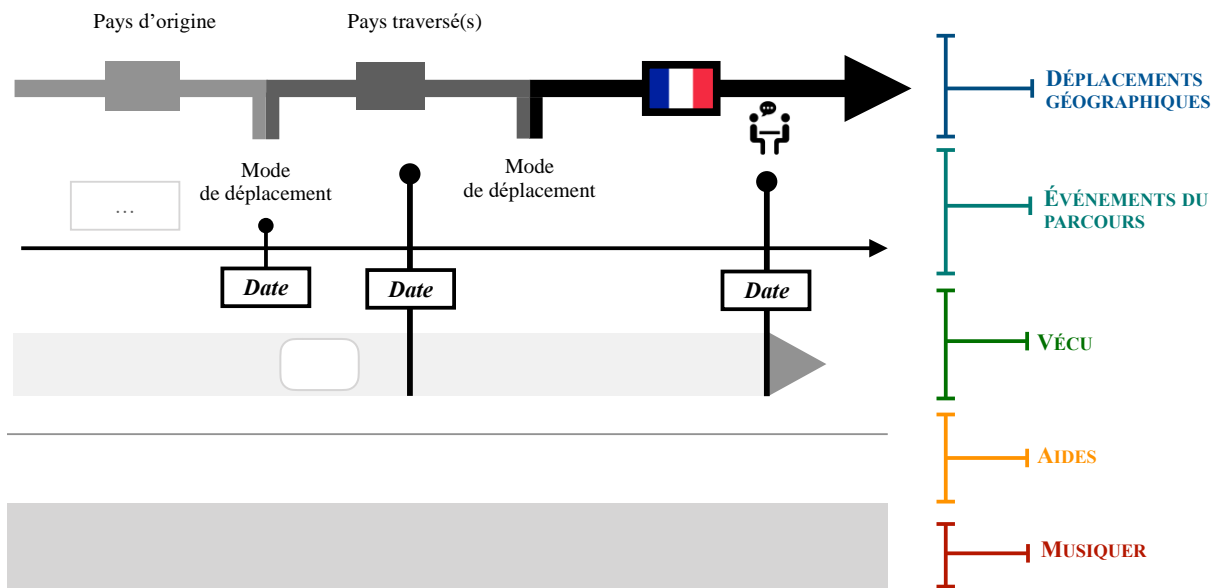 Pays d’origine
Pays traversé(s)
DÉPLACEMENTS
GÉOGRAPHIQUES
Mode
de déplacement
Mode
de déplacement
…
ÉVÉNEMENTS DU
PARCOURS
Date
Date
Date
VÉCU
AIDES
MUSIQUER